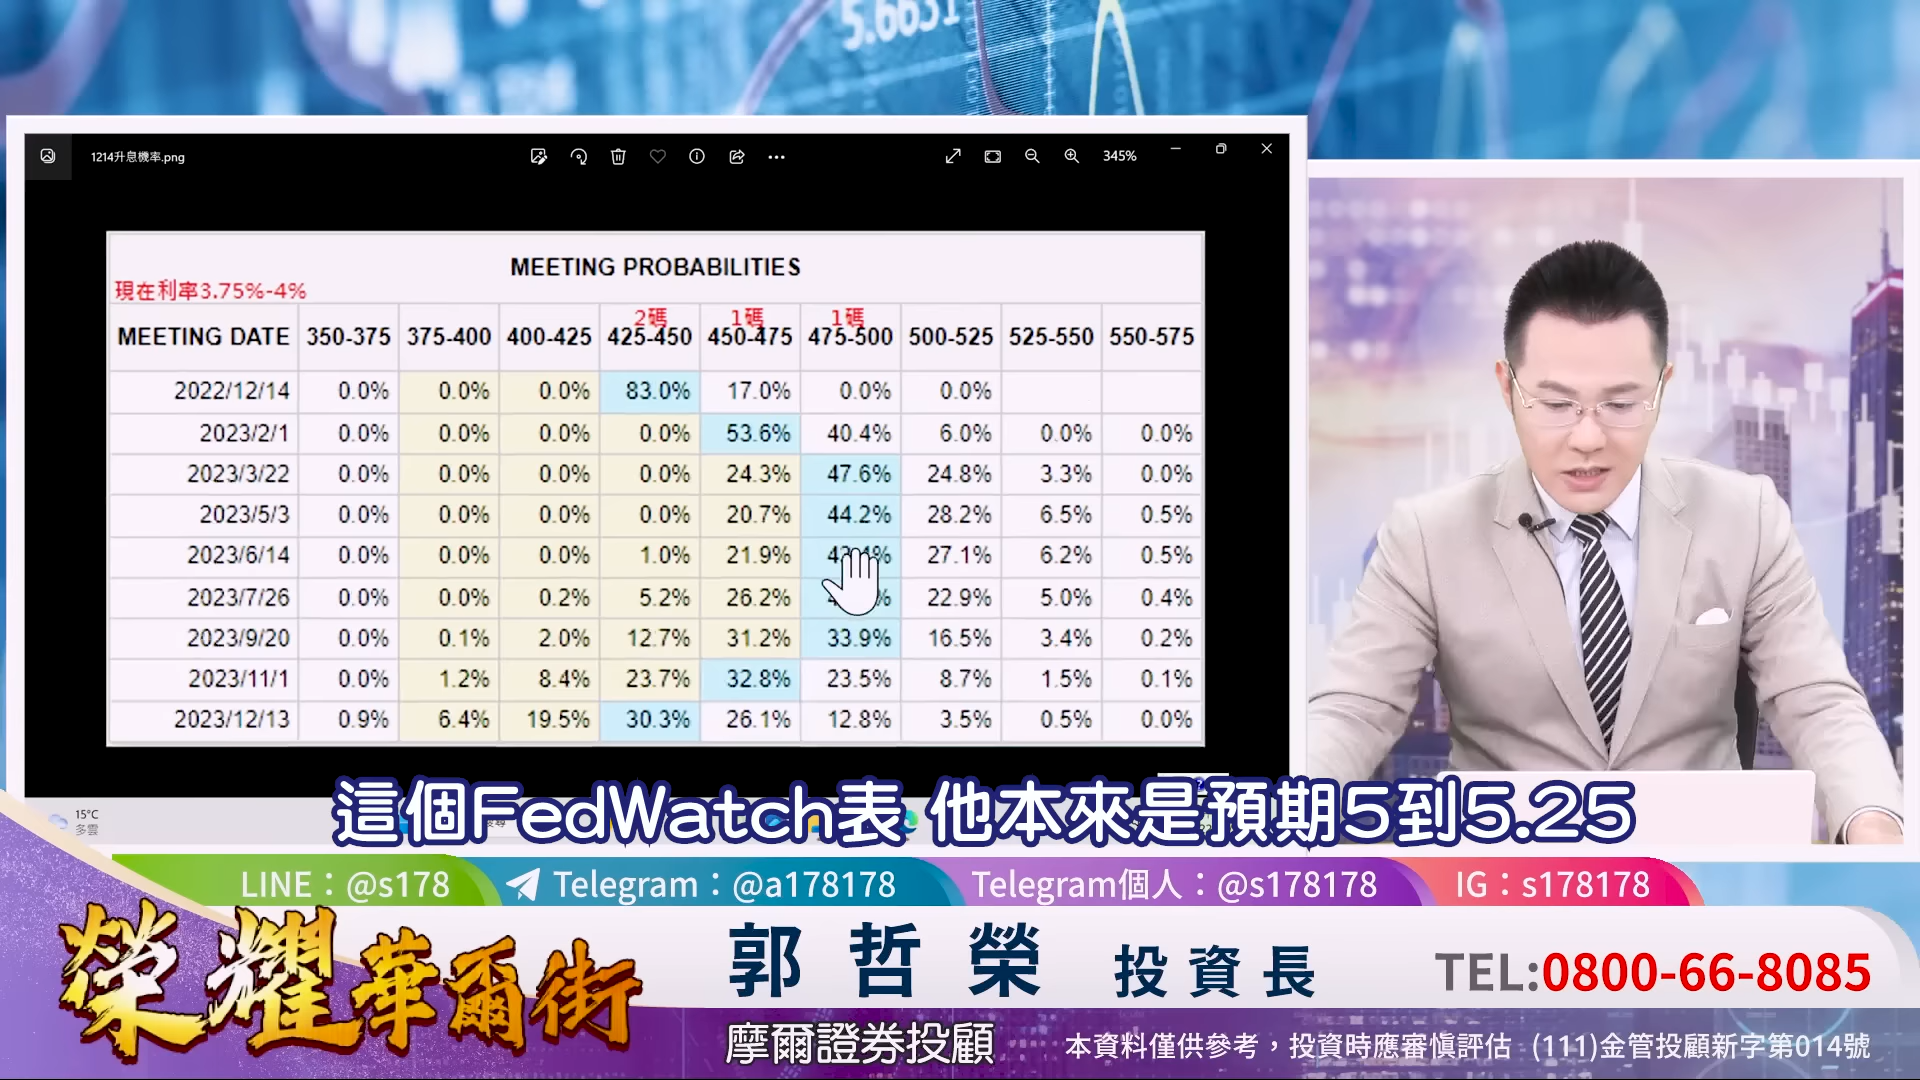 5.6631
1214升息機率.png
345%
MEETING PROBABILITIES
現在利率3.75%-4%
2碼 1碼 1碼
MEETING DATE 350-375 375-400 400-425 425-450 450-475 475-500 500-525 525-550 550-575
2022/12/14 0.0% 0.0% 0.0% 83.0% 17.0% 0.0% 0.0%
2023/2/1 0.0% 0.0% 0.0% 0.0% 53.6% 40.4% 6.0% 0.0% 0.0%
2023/3/22 0.0% 0.0% 0.0% 0.0% 24.3% 47.6% 24.8% 3.3% 0.0%
2023/5/3 0.0% 0.0% 0.0% 0.0% 20.7% 44.2% 28.2% 6.5% 0.5%
2023/6/14 0.0% 0.0% 0.0% 1.0% 21.9% 27.1% 6.2% 0.5%
2023/7/26 0.0% 0.0% 0.2% 5.2% 26.2% 22.9% 5.0% 0.4%
2023/9/20 0.0% 0.1% 2.0% 12.7% 31.2% 33.9% 16.5% 3.4% 0.2%
2023/11/1 0.0% 1.2% 8.4% 23.7% 32.8% 23.5% 8.7% 1.5% 0.1%
2023/12/13 0.9% 6.4% 19.5% 30.3% 26.1% 12.8% 3.5% 0.5% 0.0%
15°C
多雲
這個FedWatch表 他本來是預期5到5.25
LINE：@s178 Telegram：@a178178 Telegram個人：@s178178 IG：s178178
榮耀華爾街
郭哲榮 投資長 TEL:0800-66-8085
摩爾證券投顧 本資料僅供參考，投資時應審慎評估 (111)金管投顧新字第014號